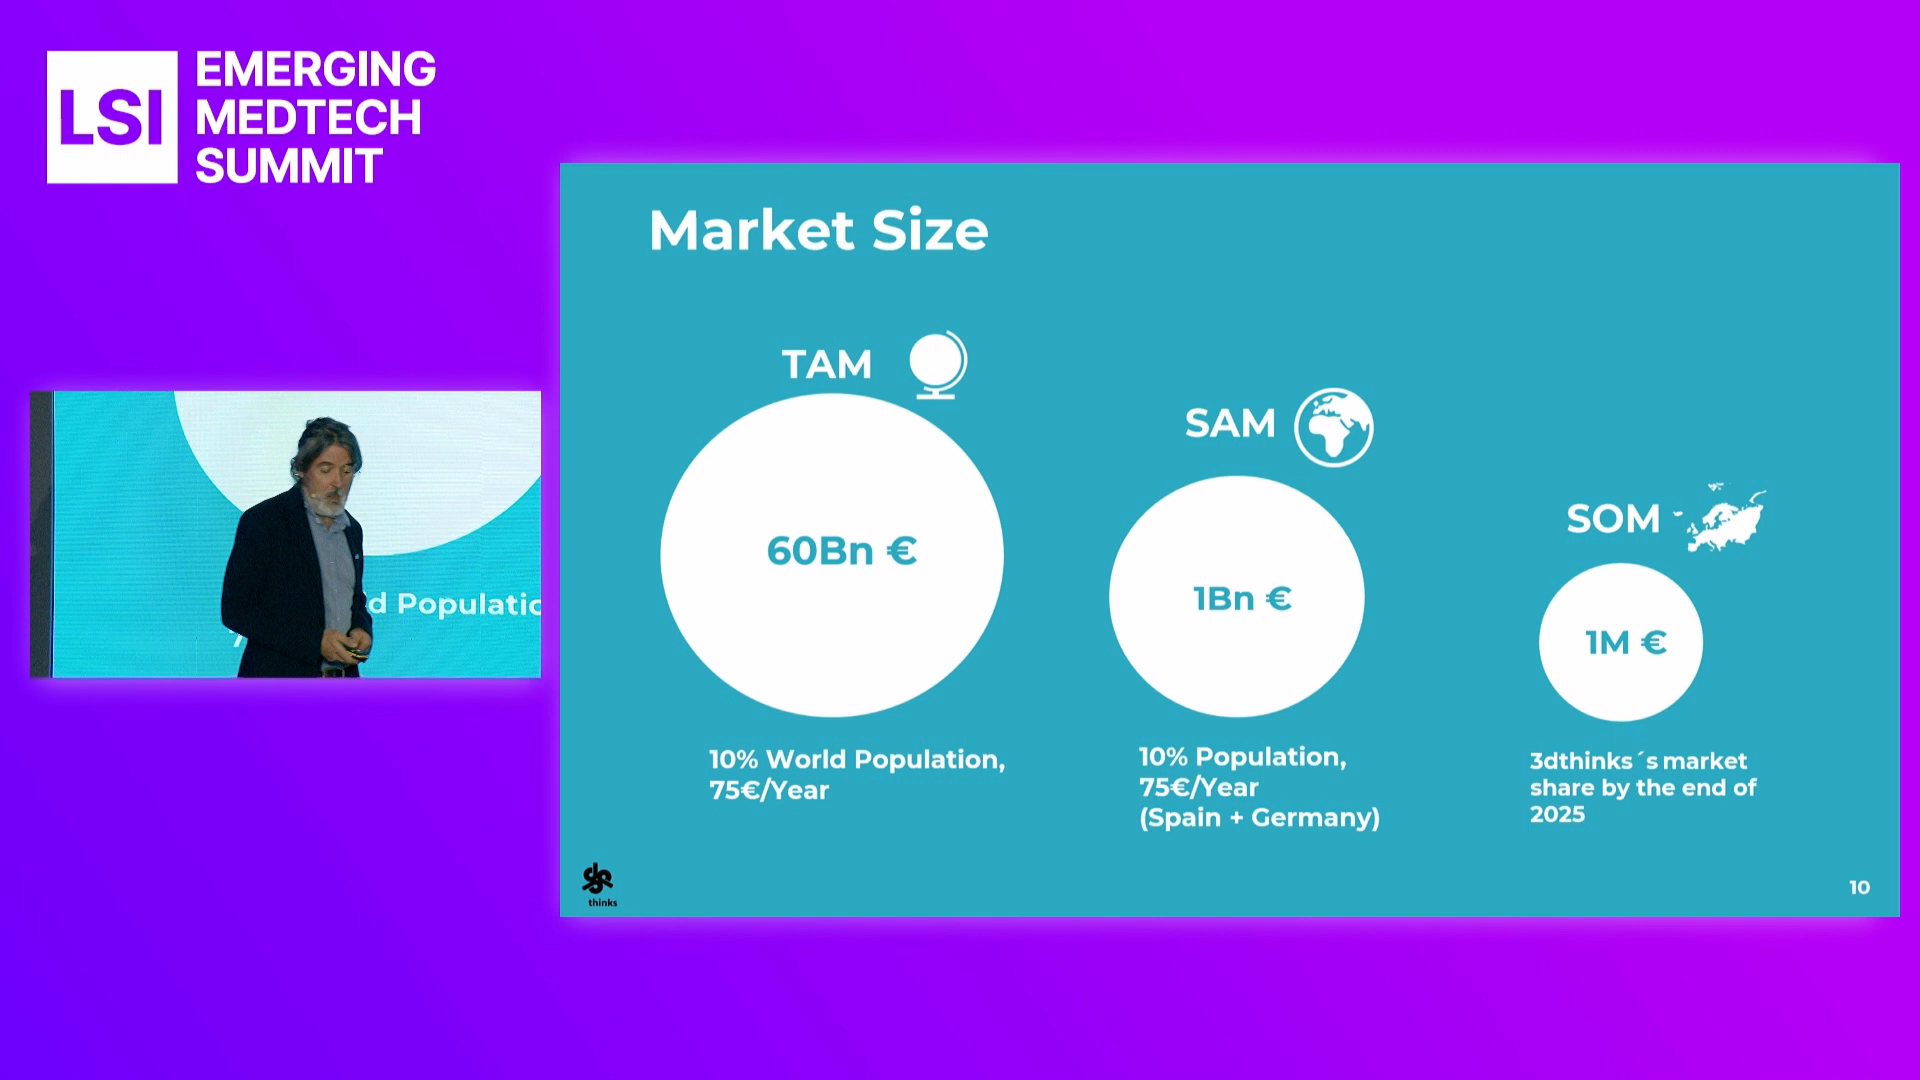 LSI
EMERGING
MEDTECH
SUMMIT
Market Size
TAM
SAM
SOM
60Bn €
1Bn €
1M €
10% World Population,
75€/Year
10% Population,
75€/Year
(Spain + Germany)
3dthinks´s market
share by the end of
2025
d Populatio
7
thinks
10